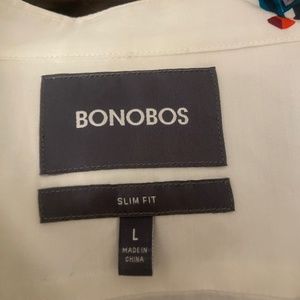 BONOBOS
SLIM FIT
L
MADE IN
CHINA